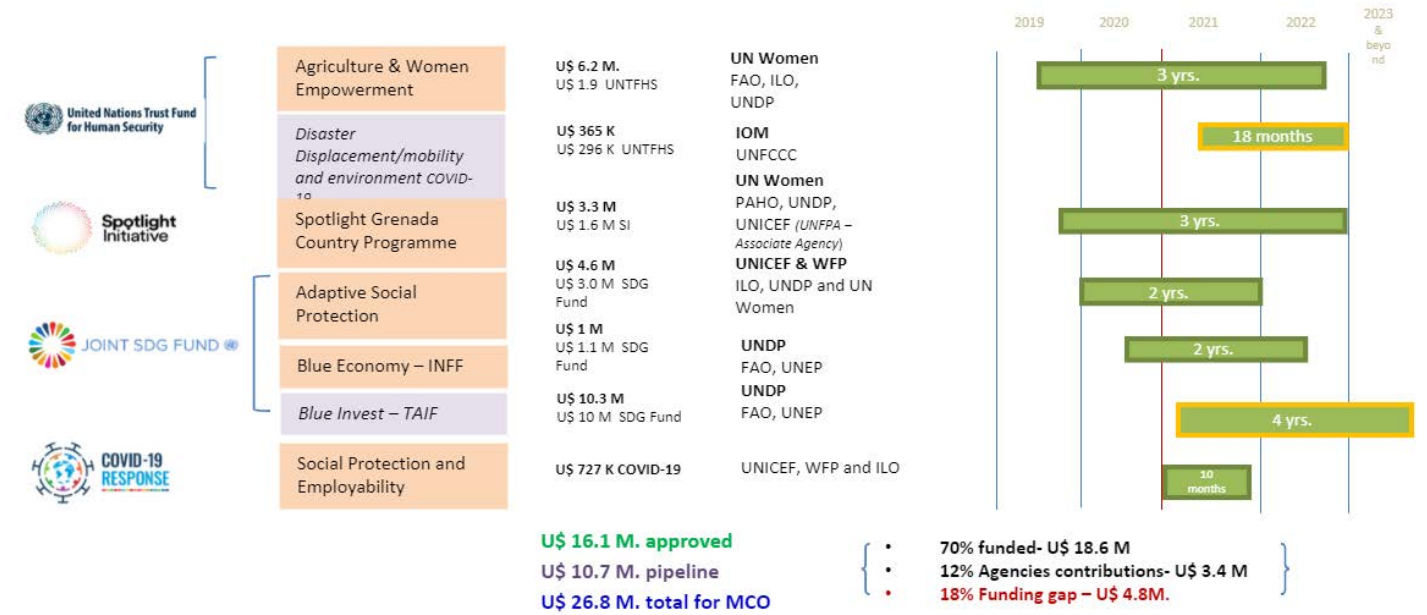 2019
2020
2021
2022
2023
&
beyo
nd
United Nations Trust Fund
for Human Security
Agriculture & Women
Empowerment
U$ 6.2 M.
U$ 1.9 UNTFHS
UN Women
FAO, ILO,
UNDP
3 yrs.
Disaster
Displacement/mobility
and environment COVID-
19
U$ 365 K
U$ 296 K UNTFHS
IOM
UNFCCC
18 months
Spotlight
Initiative
Spotlight Grenada
Country Programme
U$ 3.3 M
U$ 1.6 M SI
UN Women
PAHO, UNDP,
UNICEF (UNFPA –
Associate Agency)
3 yrs.
JOINT SDG FUND
Adaptive Social
Protection
U$ 4.6 M
U$ 3.0 M SDG
Fund
UNICEF & WFP
ILO, UNDP and UN
Women
2 yrs.
Blue Economy – INFF
U$ 1 M
U$ 1.1 M SDG
Fund
UNDP
FAO, UNEP
2 yrs.
Blue Invest – TAIF
U$ 10.3 M
U$ 10 M SDG Fund
UNDP
FAO, UNEP
4 yrs.
COVID-19
RESPONSE
Social Protection and
Employability
U$ 727 K COVID-19
UNICEF, WFP and ILO
10
months
U$ 16.1 M. approved
U$ 10.7 M. pipeline
U$ 26.8 M. total for MCO
• 70% funded- U$ 18.6 M
• 12% Agencies contributions- U$ 3.4 M
• 18% Funding gap – U$ 4.8M.